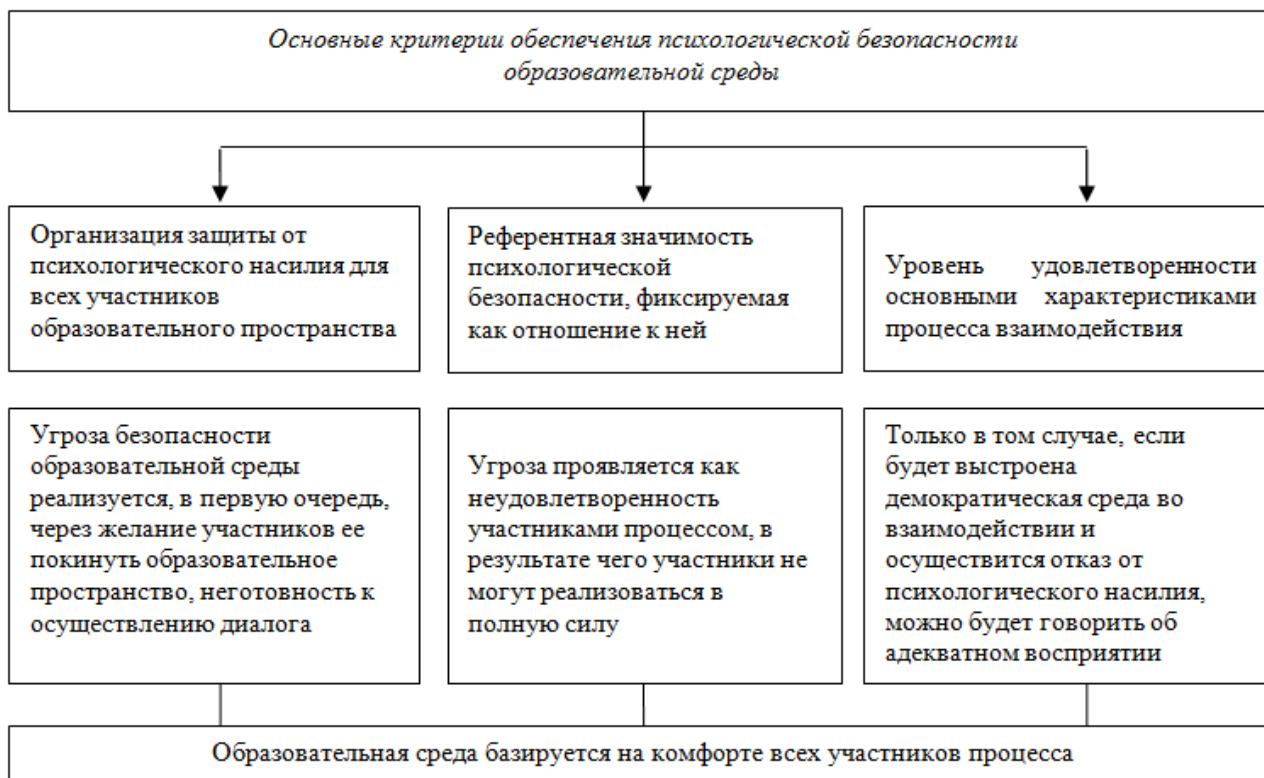 Основные критерии обеспечения психологической безопасности
образовательной среды
Организация защиты от
психологического насилия для
всех участников
образовательного пространства
Референтная значимость
психологической
безопасности, фиксируемая
как отношение к ней
Уровень удовлетворенности
основными характеристиками
процесса взаимодействия
Угроза безопасности
образовательной среды
реализуется, в первую очередь,
через желание участников ее
покинуть образовательное
пространство, неготовность к
осуществлению диалога
Угроза проявляется как
неудовлетворенность
участниками процессом, в
результате чего участники не
могут реализоваться в
полную силу
Только в том случае, если
будет выстроена
демократическая среда во
взаимодействии и
осуществится отказ от
психологического насилия,
можно будет говорить об
адекватном восприятии
Образовательная среда базируется на комфорте всех участников процесса